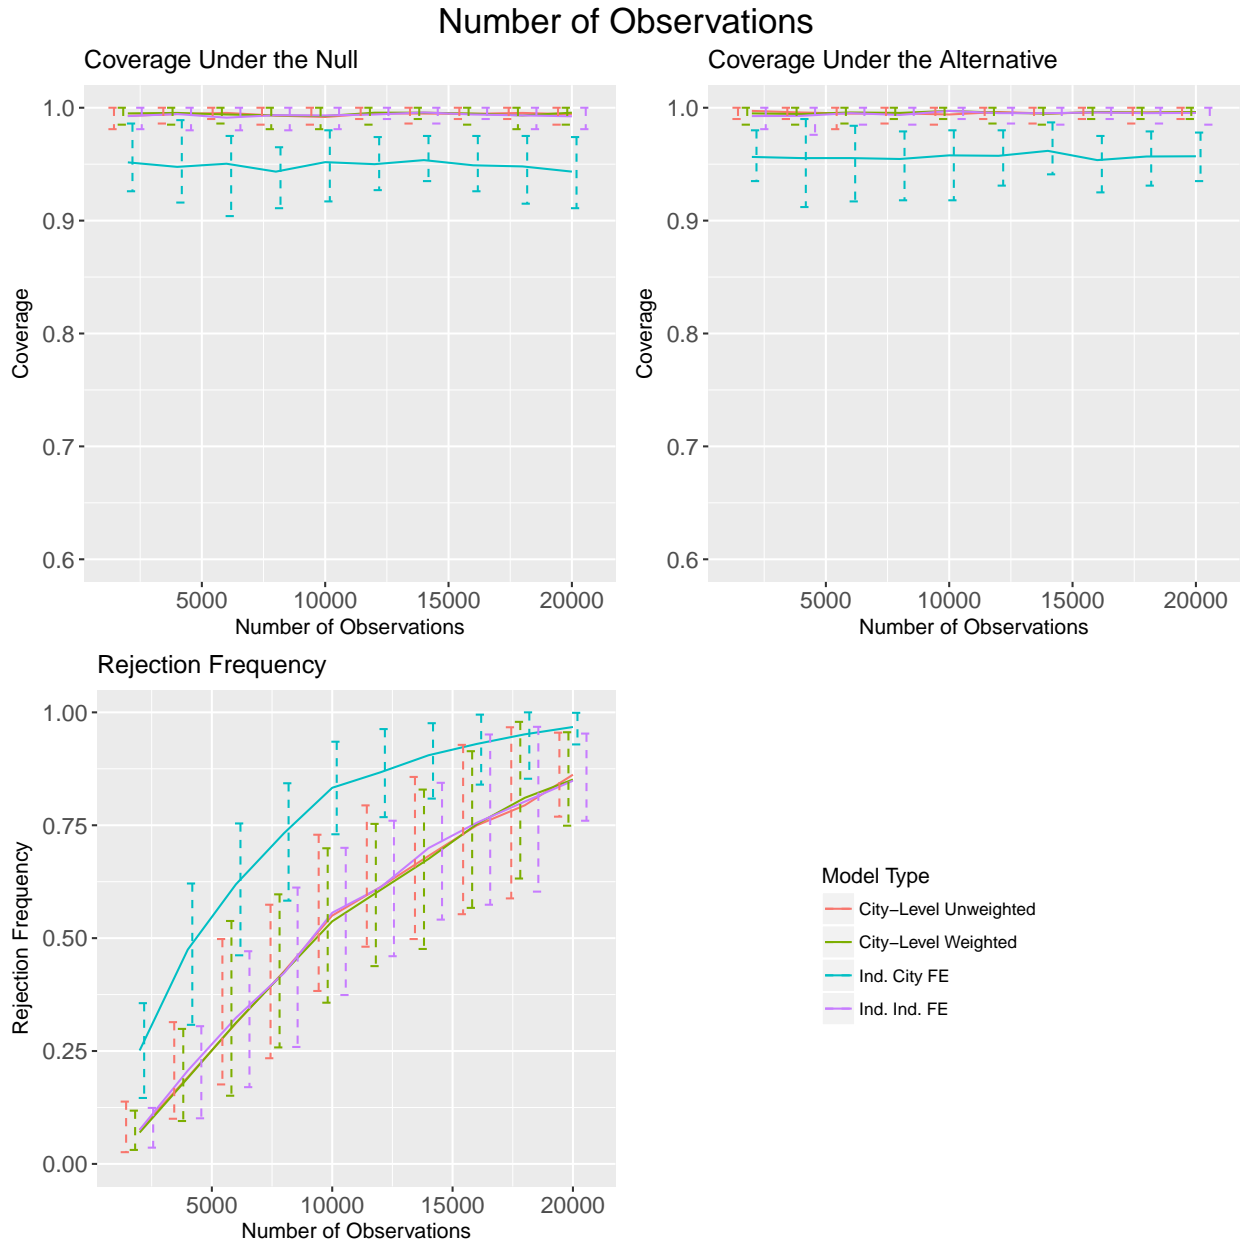 Number of Observations
Coverage Under the Null
Coverage Under the Alternative
1.0
0.9
0.8
0.7
0.6
Coverage
5000 10000 15000 20000
Number of Observations
1.0
0.9
0.8
0.7
0.6
Coverage
5000 10000 15000 20000
Number of Observations
Rejection Frequency
1.00
0.75
0.50
0.25
0.00
Rejection Frequency
5000 10000 15000 20000
Number of Observations
Model Type
City−Level Unweighted
City−Level Weighted
Ind. City FE
Ind. Ind. FE